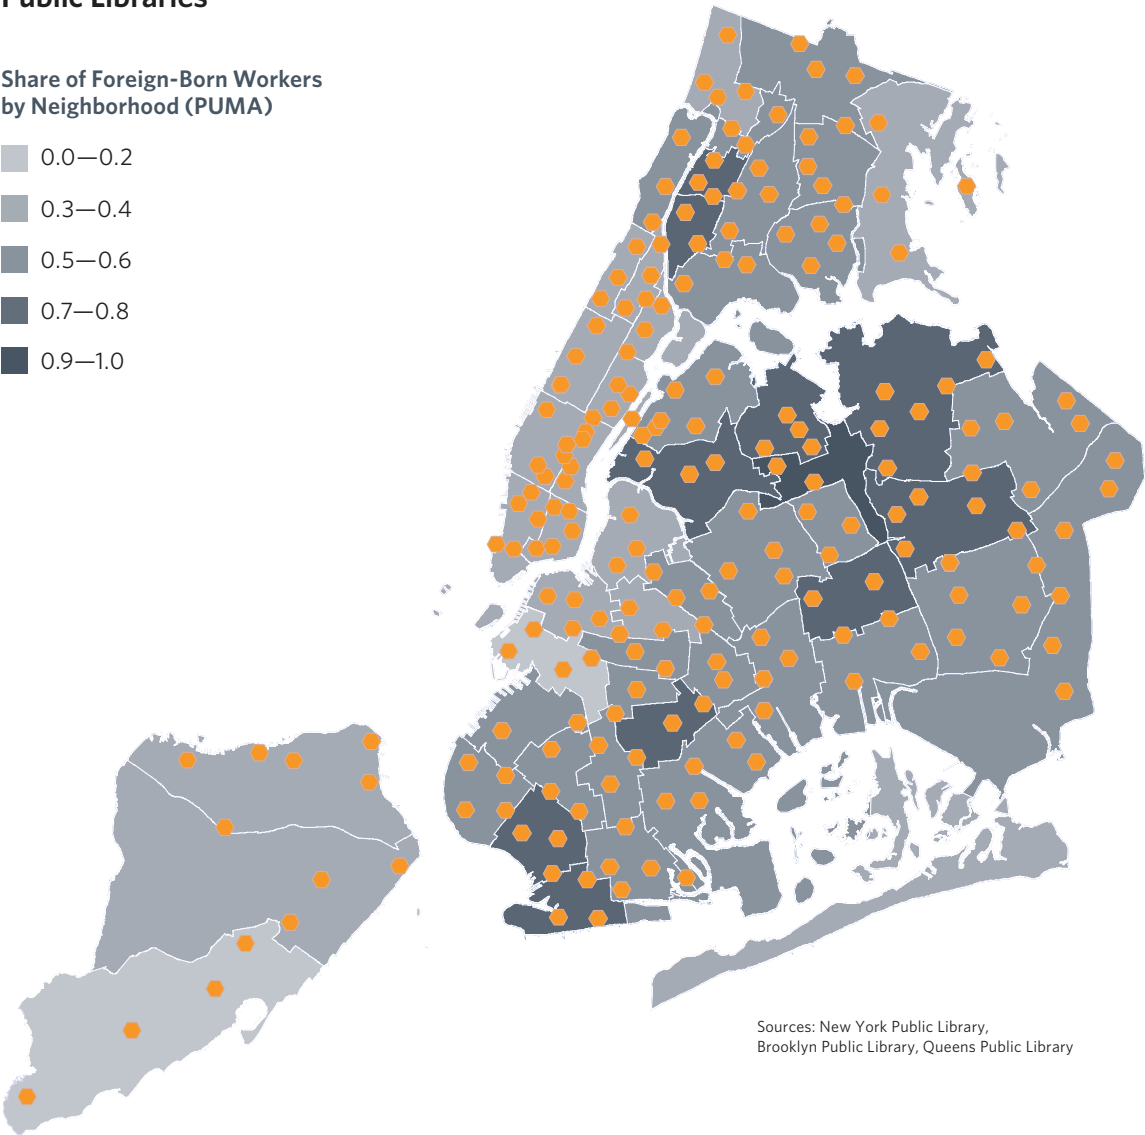 Public Libraries
Share of Foreign-Born Workers
by Neighborhood (PUMA)
0.0—0.2
0.3—0.4
0.5—0.6
0.7—0.8
0.9—1.0
Sources: New York Public Library,
Brooklyn Public Library, Queens Public Library